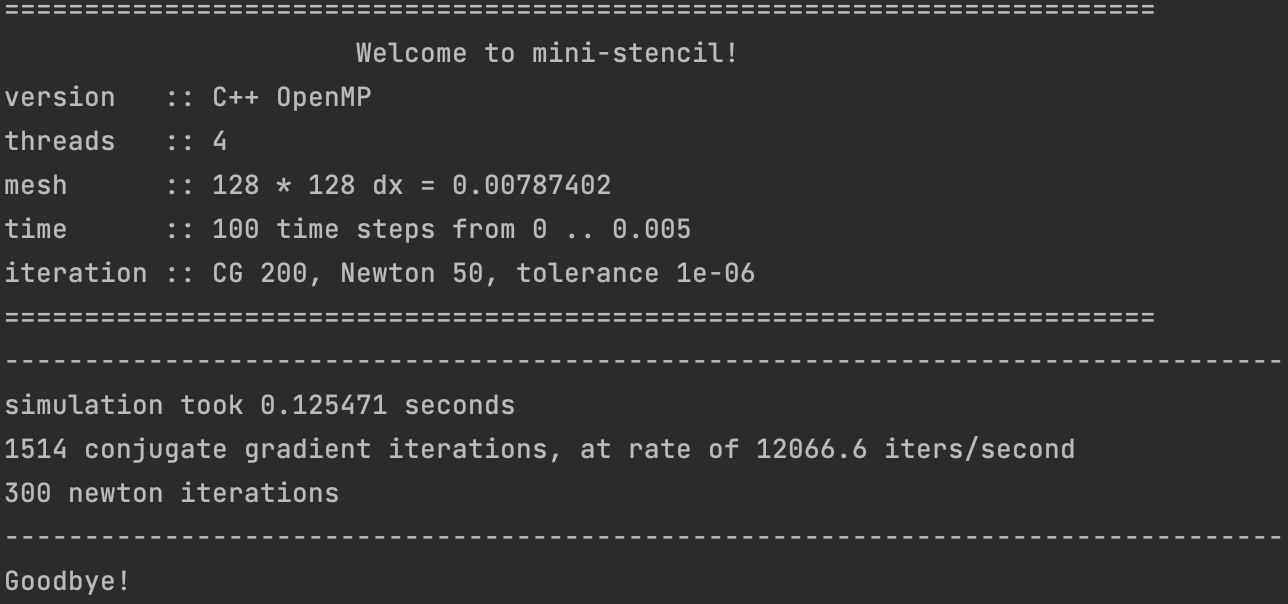 ========================================================================
                      Welcome to mini-stencil!
version   :: C++ OpenMP
threads   :: 4
mesh      :: 128 * 128 dx = 0.00787402
time      :: 100 time steps from 0 .. 0.005
iteration :: CG 200, Newton 50, tolerance 1e-06
========================================================================
--------------------------------------------------------------------------------
simulation took 0.125471 seconds
1514 conjugate gradient iterations, at rate of 12066.6 iters/second
300 newton iterations
--------------------------------------------------------------------------------
Goodbye!